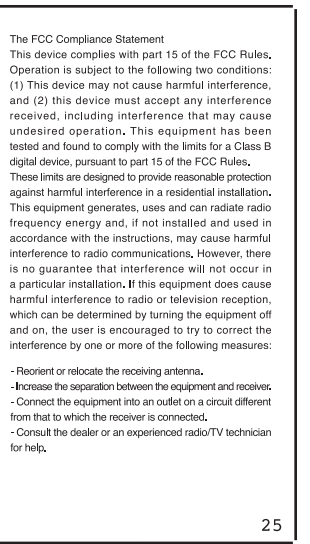 The FCC Compliance Statement
This device complies with part 15 of the FCC Rules.
Operation is subject to the following two conditions:
(1) This device may not cause harmful interference,
and (2) this device must accept any interference
received, including interference that may cause
undesired operation. This equipment has been
tested and found to comply with the limits for a Class B
digital device, pursuant to part 15 of the FCC Rules.
These limits are designed to provide reasonable protection
against harmful interference in a residential installation.
This equipment generates, uses and can radiate radio
frequency energy and, if not installed and used in
accordance with the instructions, may cause harmful
interference to radio communications. However, there
is no guarantee that interference will not occur in
a particular installation. If this equipment does cause
harmful interference to radio or television reception,
which can be determined by turning the equipment off
and on, the user is encouraged to try to correct the
interference by one or more of the following measures:
- Reorient or relocate the receiving antenna.
- Increase the separation between the equipment and receiver.
- Connect the equipment into an outlet on a circuit different
from that to which the receiver is connected.
- Consult the dealer or an experienced radio/TV technician
for help.
25